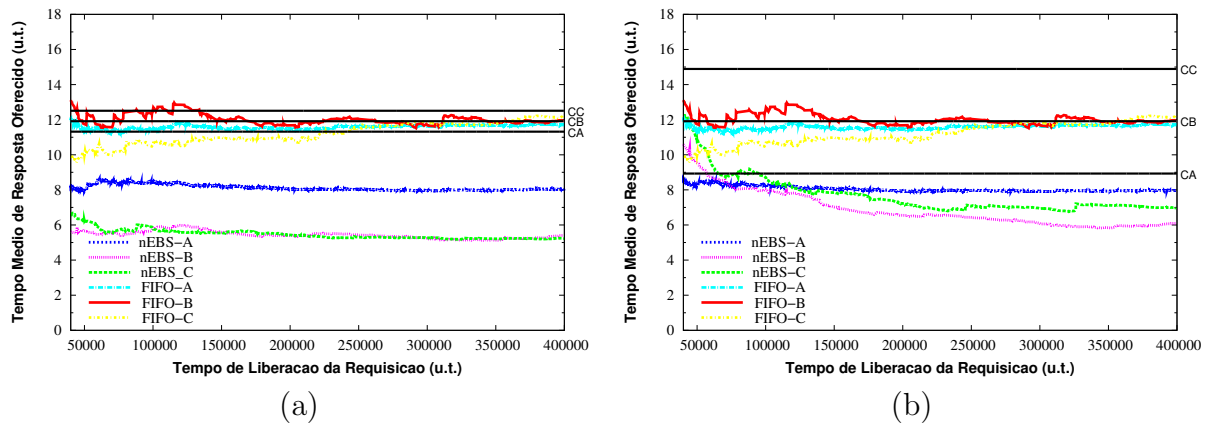 Tempo Medio de Resposta Oferecido (u.t.)
18
16
14
12
10
8
6
4
2
0
CC
CB
CA
nEBS-A
nEBS-B
nEBS_C
FIFO-A
FIFO-B
FIFO-C
50000 100000 150000 200000 250000 300000 350000 400000
Tempo de Liberacao da Requisicao (u.t.)
(a)
Tempo Medio de Resposta Oferecido (u.t.)
18
16
14
12
10
8
6
4
2
0
CC
CB
CA
nEBS-A
nEBS-B
nEBS-C
FIFO-A
FIFO-B
FIFO-C
50000 100000 150000 200000 250000 300000 350000 400000
Tempo de Liberacao da Requisicao (u.t.)
(b)